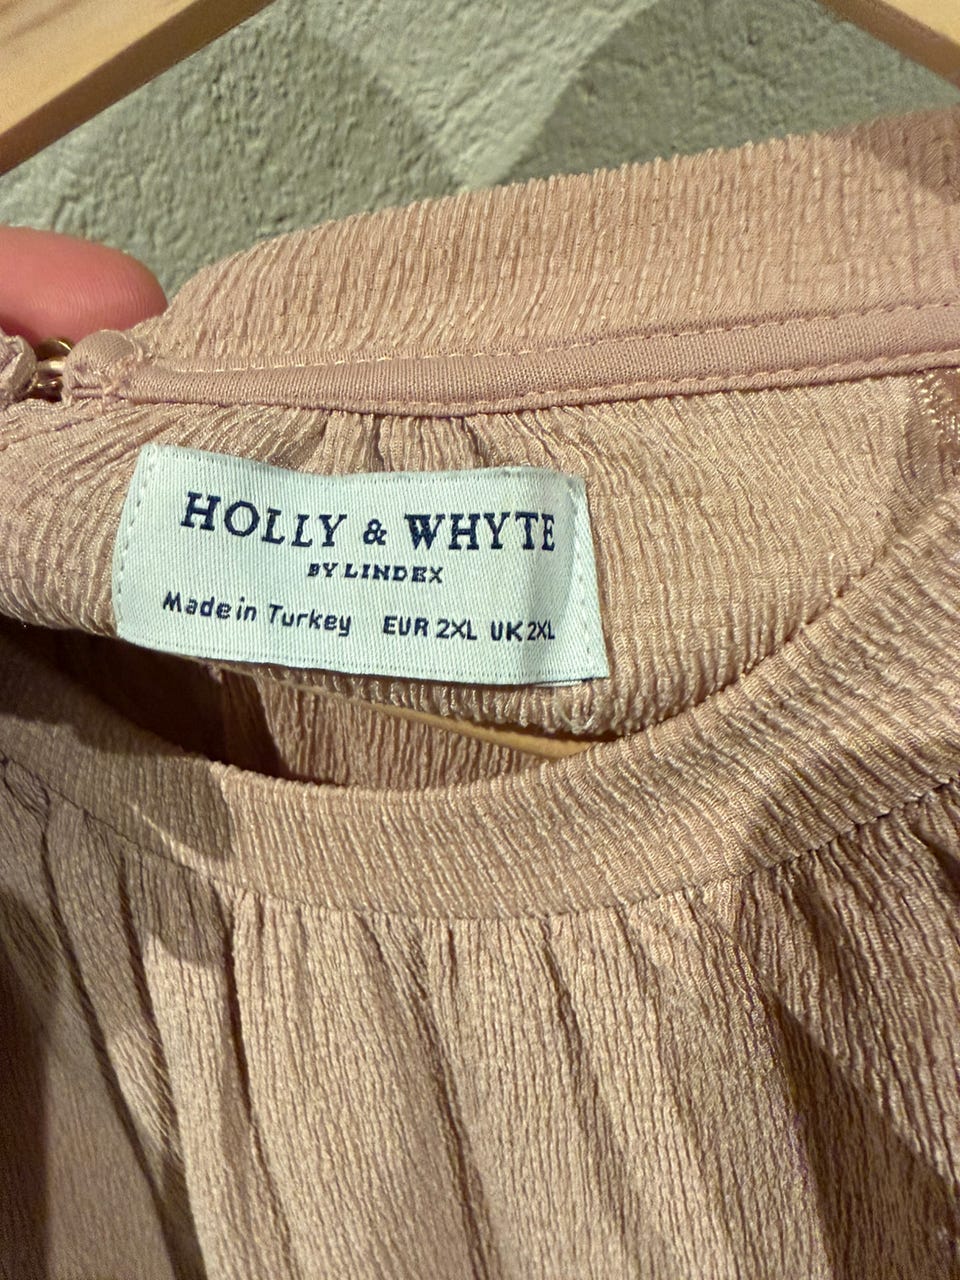 HOLLY & WHYTE
BY LINDEX
Made in Turkey EUR 2XL UK 2XL